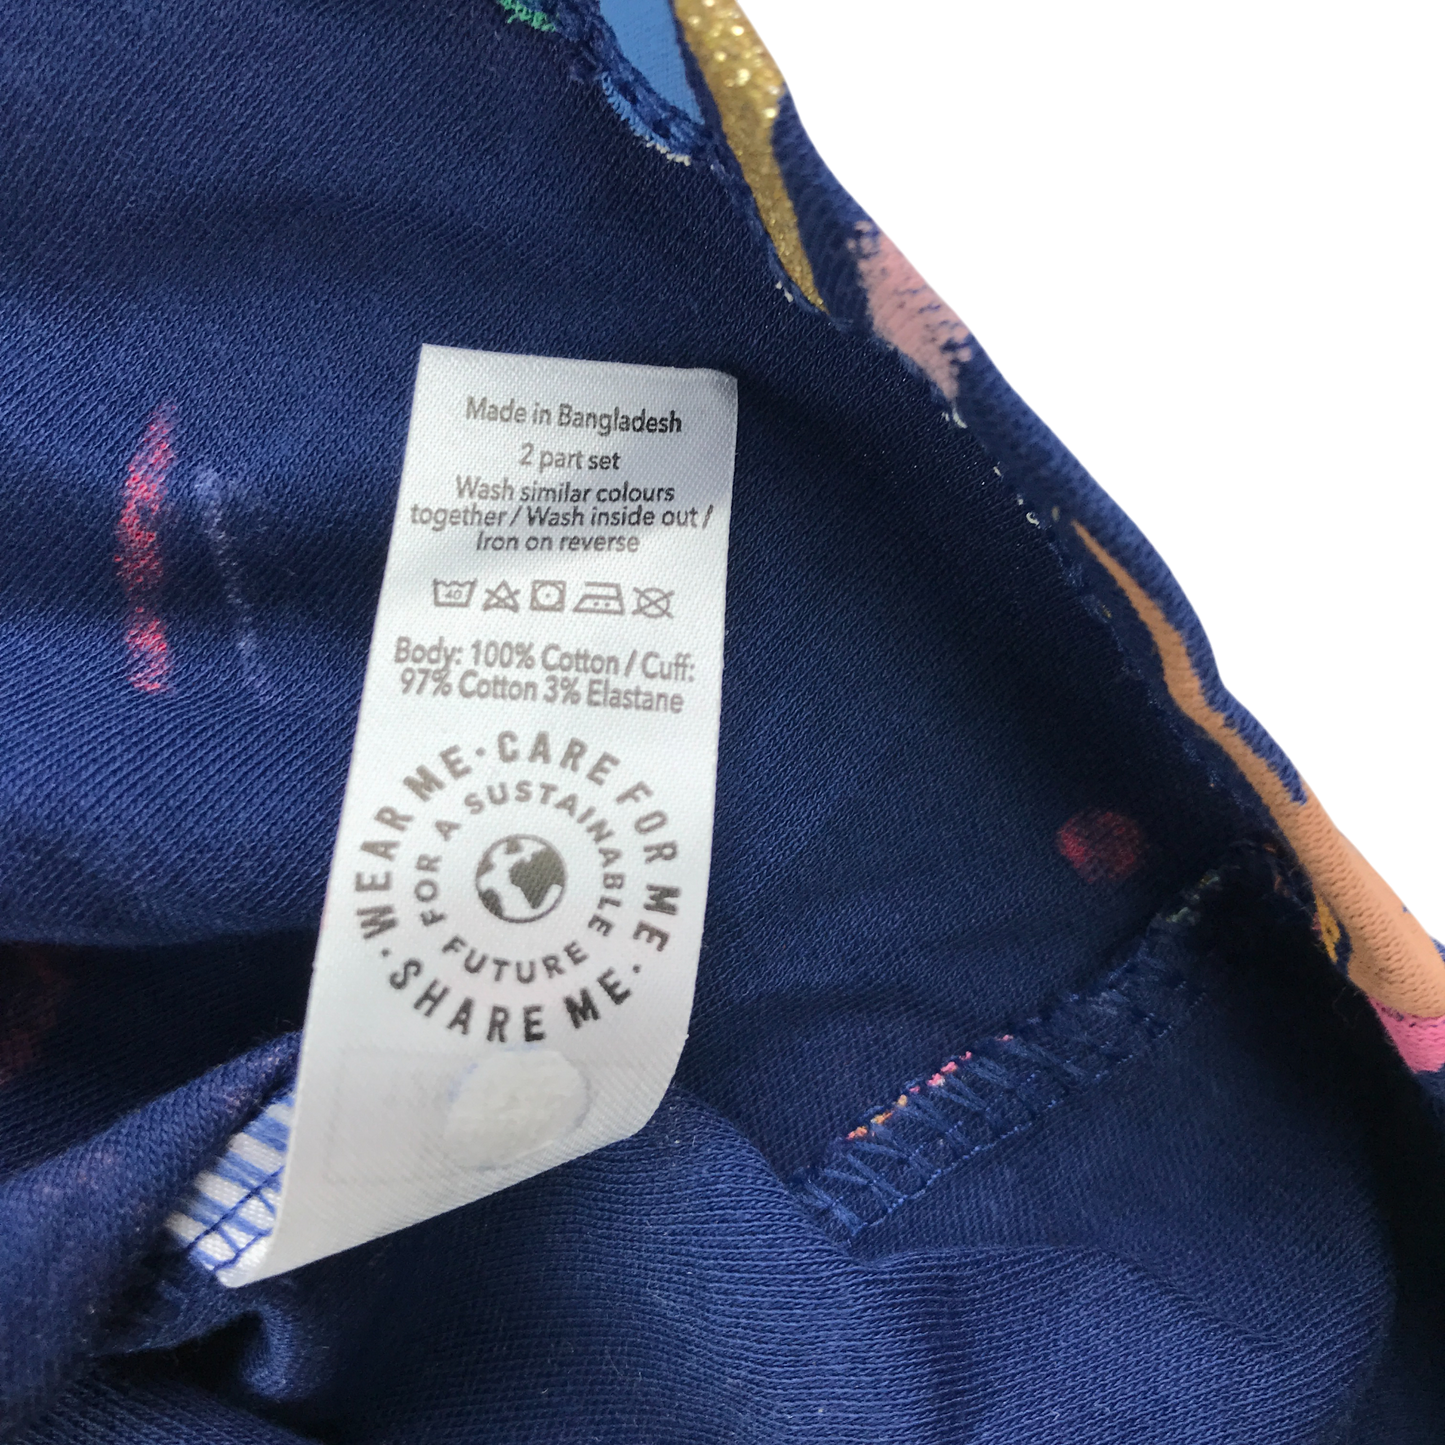 Made in Bangladesh
2 part set
Wash similar colours
together / Wash inside out /
Iron on reverse
40
Body: 100% Cotton / Cuff:
97% Cotton 3% Elastane
WEAR ME · CARE FOR ME · SHARE ME ·
FOR A SUSTAINABLE FUTURE